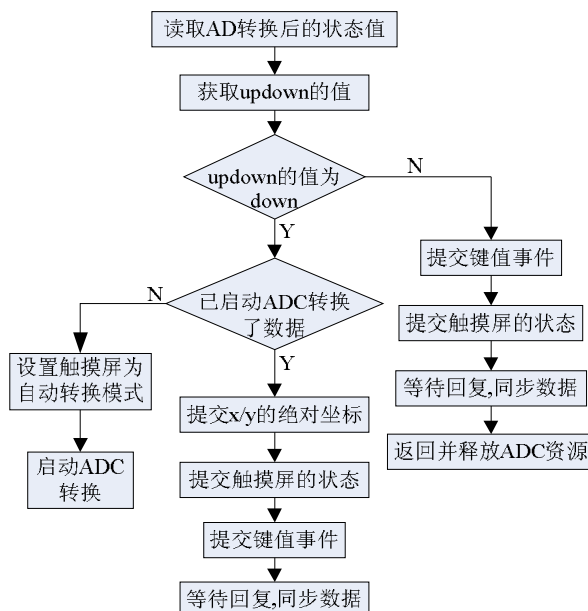 读取AD转换后的状态值
获取updown的值
updown的值为
down
N
Y
提交键值事件
提交触摸屏的状态
等待回复,同步数据
返回并释放ADC资源
已启动ADC转换
了数据
N
Y
设置触摸屏为
自动转换模式
启动ADC
转换
提交x/y的绝对坐标
提交触摸屏的状态
提交键值事件
等待回复,同步数据